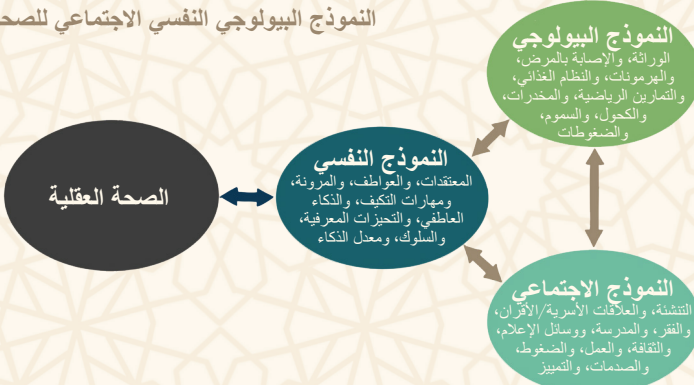 النموذج البيولوجي النفسي الاجتماعي للصح
النموذج البيولوجي
الوراثة، والإصابة بالمرض،
والهرمونات، والنظام الغذائي،
والتمارين الرياضية، والمخدرات،
والكحول، والسموم،
والضغوطات
النموذج النفسي
المعتقدات، والعواطف، والمرونة،
ومهارات التكيف، والذكاء
العاطفي، والتحيزات المعرفية،
والسلوك، ومعدل الذكاء
الصحة العقلية
النموذج الاجتماعي
التنشئة، والعلاقات الأسرية/الأقران،
والفقر، والمدرسة، ووسائل الإعلام،
والثقافة، والعمل، والضغوط،
والصدمات، والتمييز